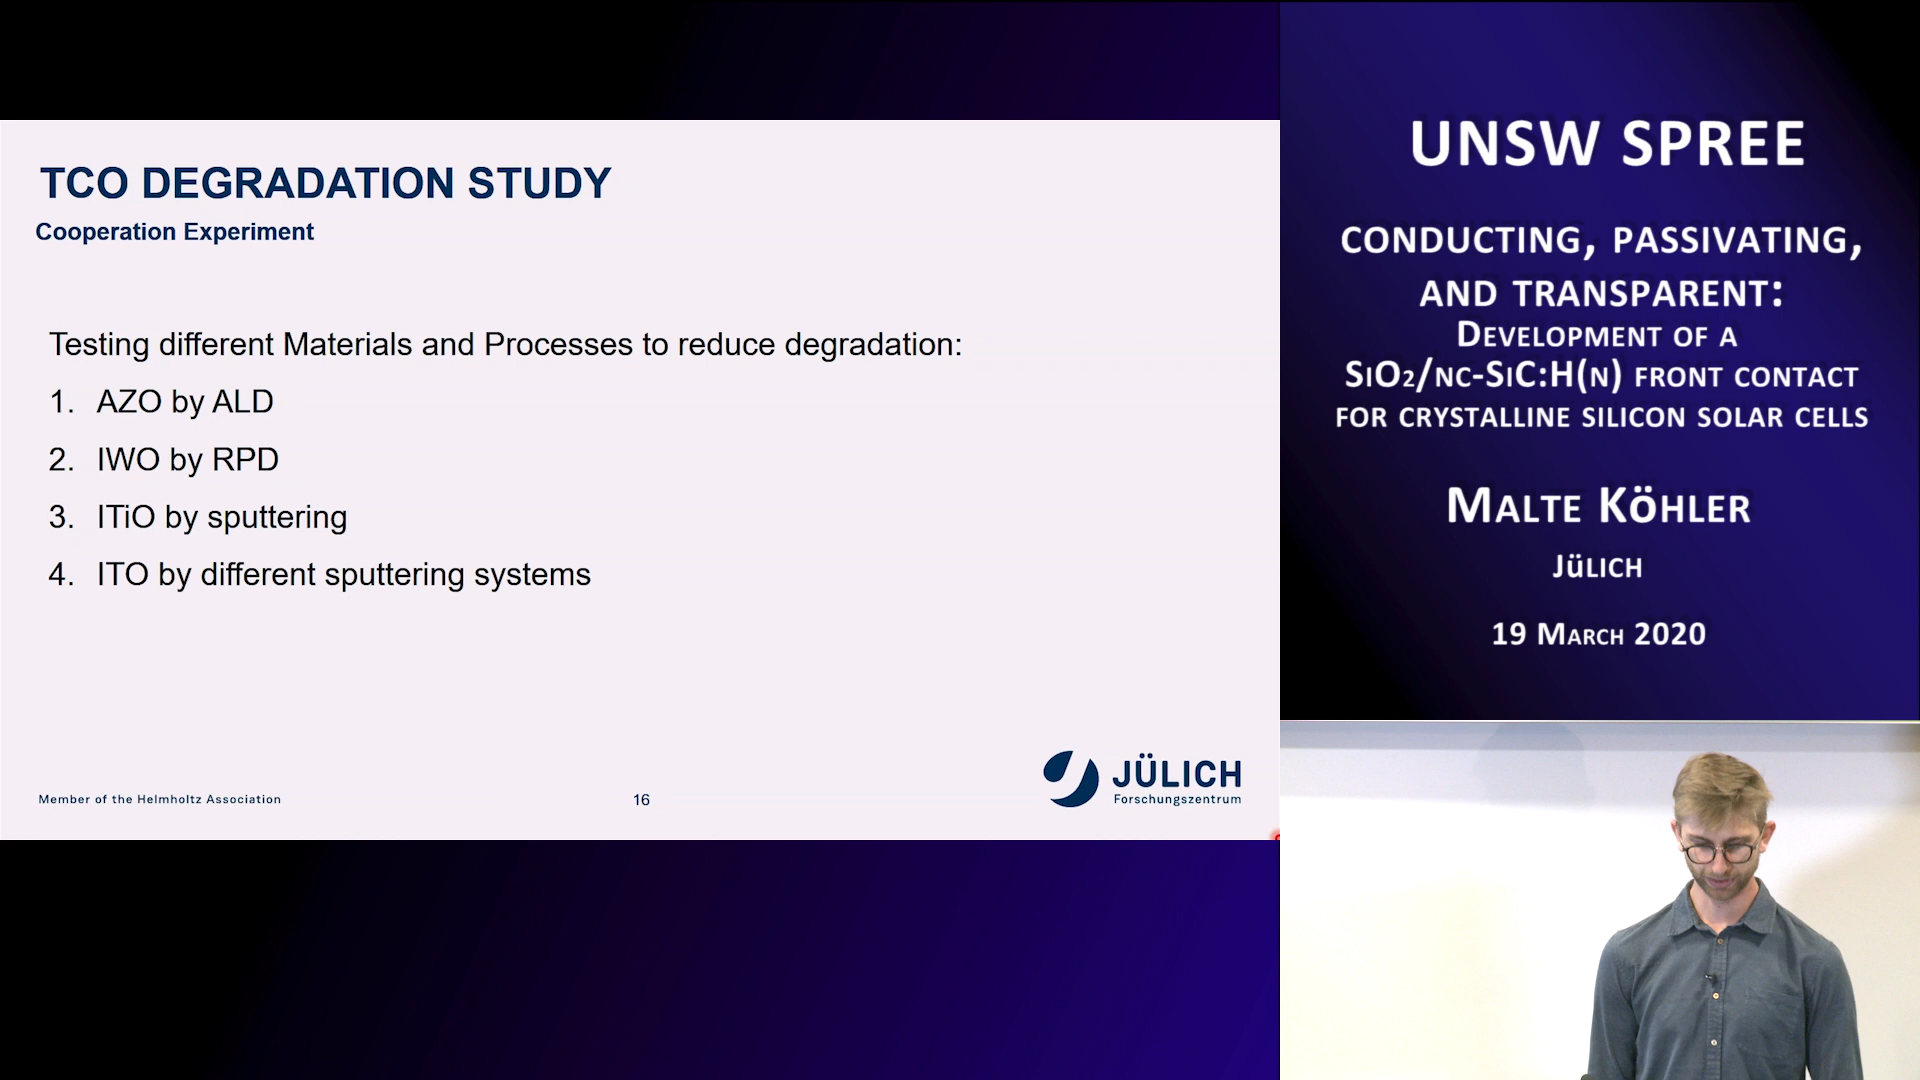 TCO DEGRADATION STUDY
Cooperation Experiment
Testing different Materials and Processes to reduce degradation:
1. AZO by ALD
2. IWO by RPD
3. ITiO by sputtering
4. ITO by different sputtering systems
Member of the Helmholtz Association
16
JÜLICH
Forschungszentrum
UNSW SPREE
CONDUCTING, PASSIVATING,
AND TRANSPARENT:
DEVELOPMENT OF A
SIO2/NC-SIC:H(N) FRONT CONTACT
FOR CRYSTALLINE SILICON SOLAR CELLS
MALTE KÖHLER
JÜLICH
19 MARCH 2020